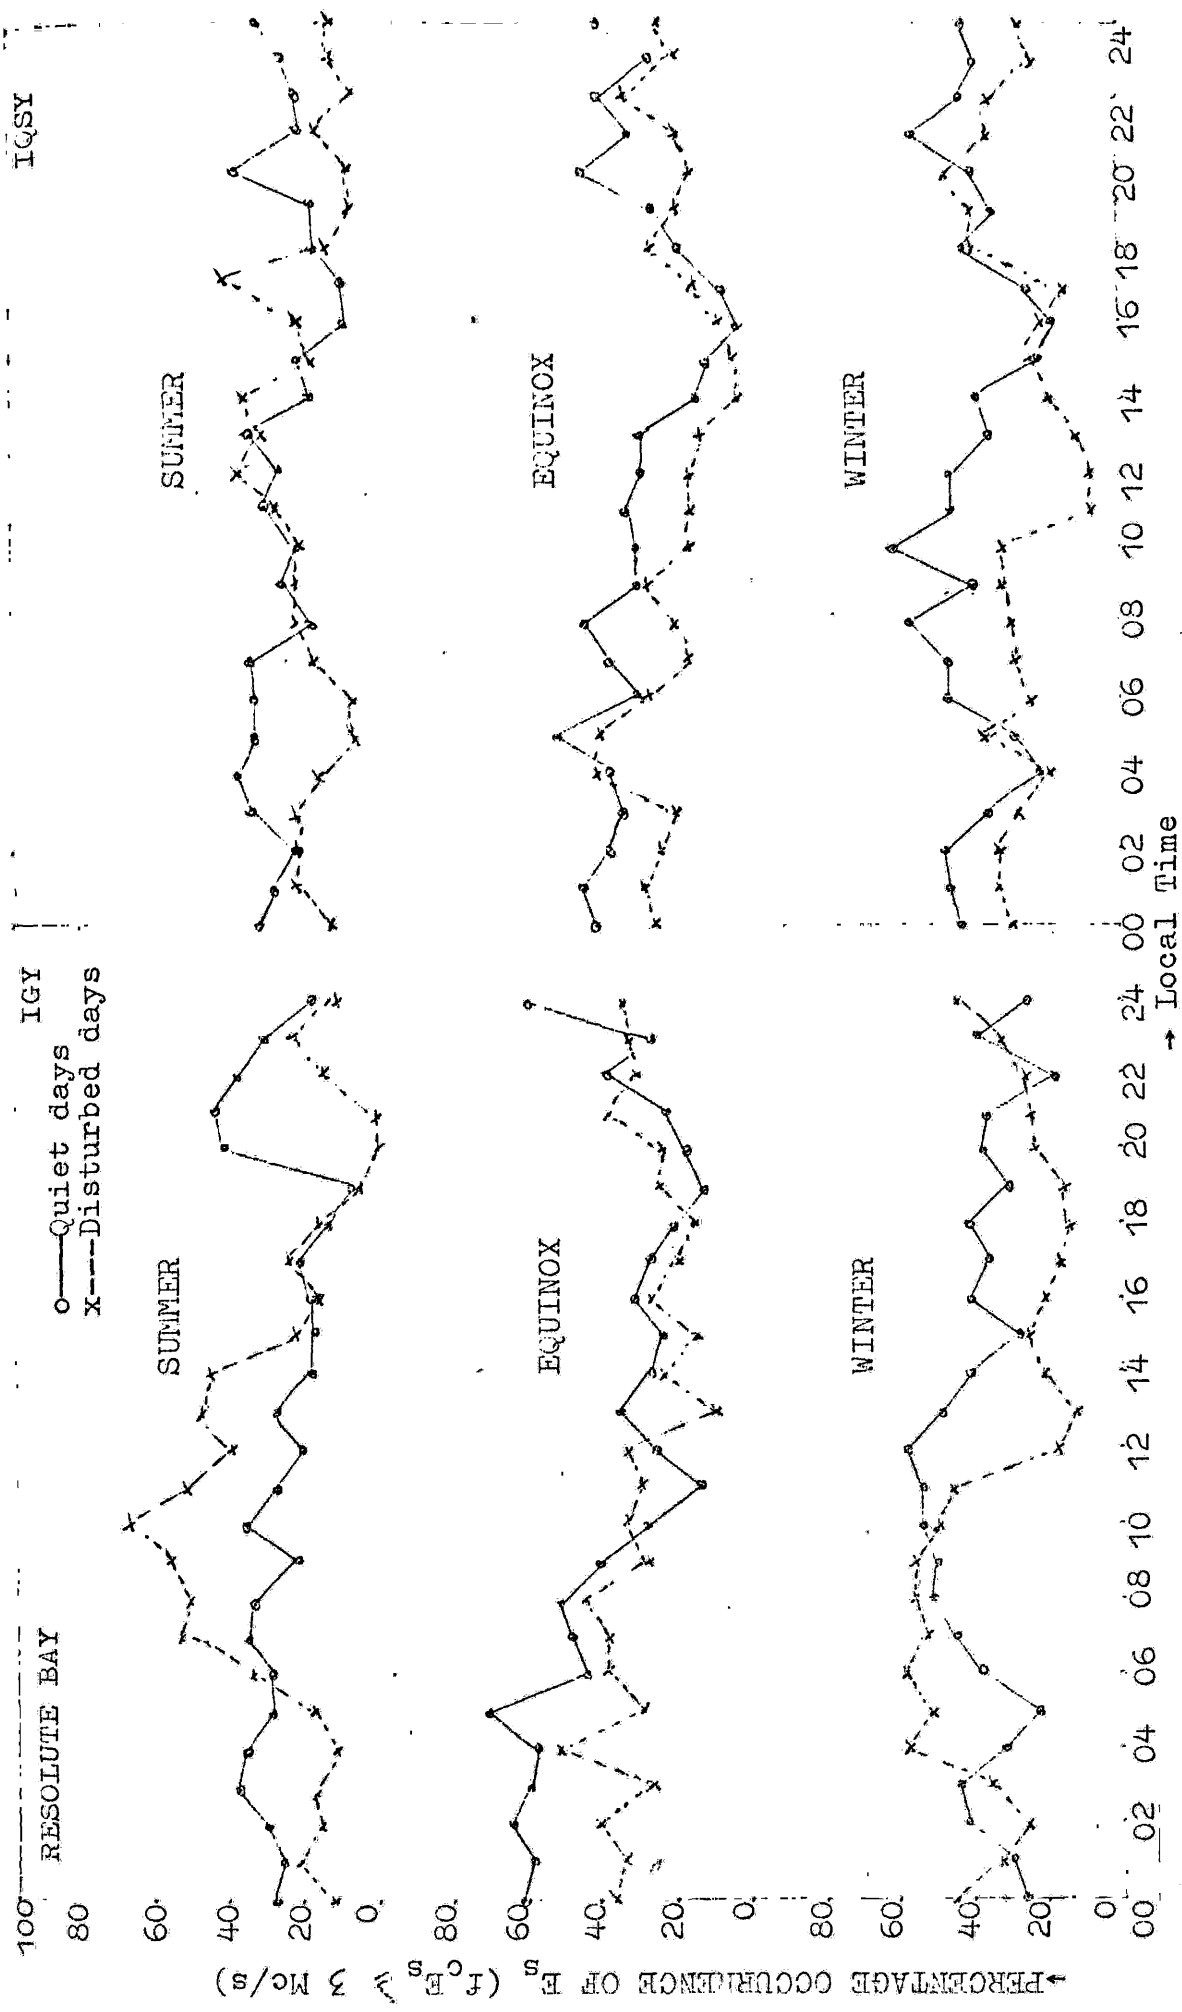 RESOLUTE BAY
IGY
IQSY
o——Quiet days
x---Disturbed days
SUMMER
SUMMER
EQUINOX
EQUINOX
WINTER
WINTER
→PERCENTAGE OCCURIENCE OF Es (fcEs ≥ 3 Mc/s)
100
80
60
40
20
0
60
40
20
0
80
60
40
20
0
00 02 04 06 08 10 12 14 16 18 20 22 24
00 02 04 06 08 10 12 14 16 18 20 22 24
→ Local Time